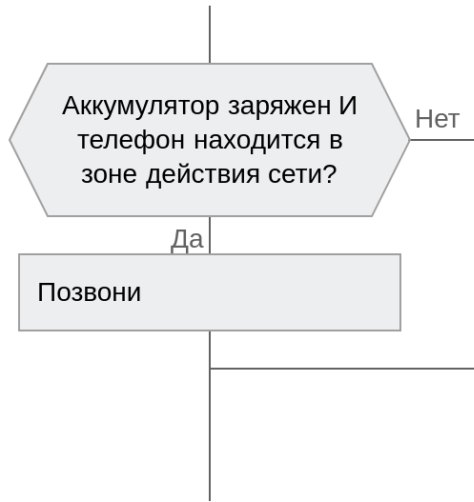 Аккумулятор заряжен И
телефон находится в
зоне действия сети?
Нет
Да
Позвони